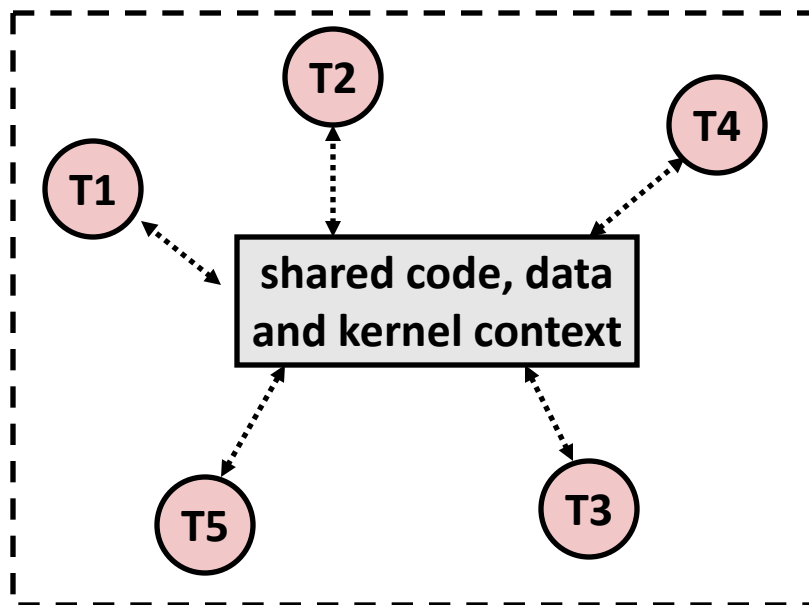 T2
T4
T1
shared code, data
and kernel context
T5
T3